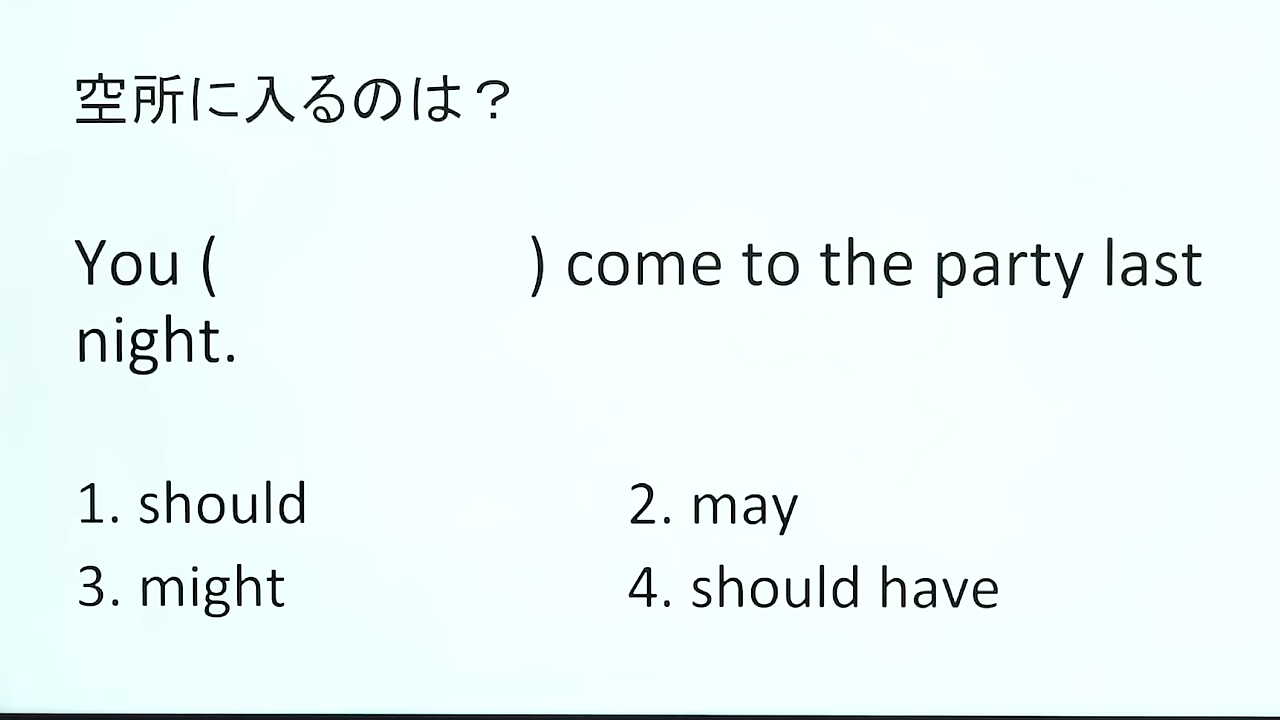 空所に入るのは？
You ( ) come to the party last
night.
1. should 2. may
3. might 4. should have